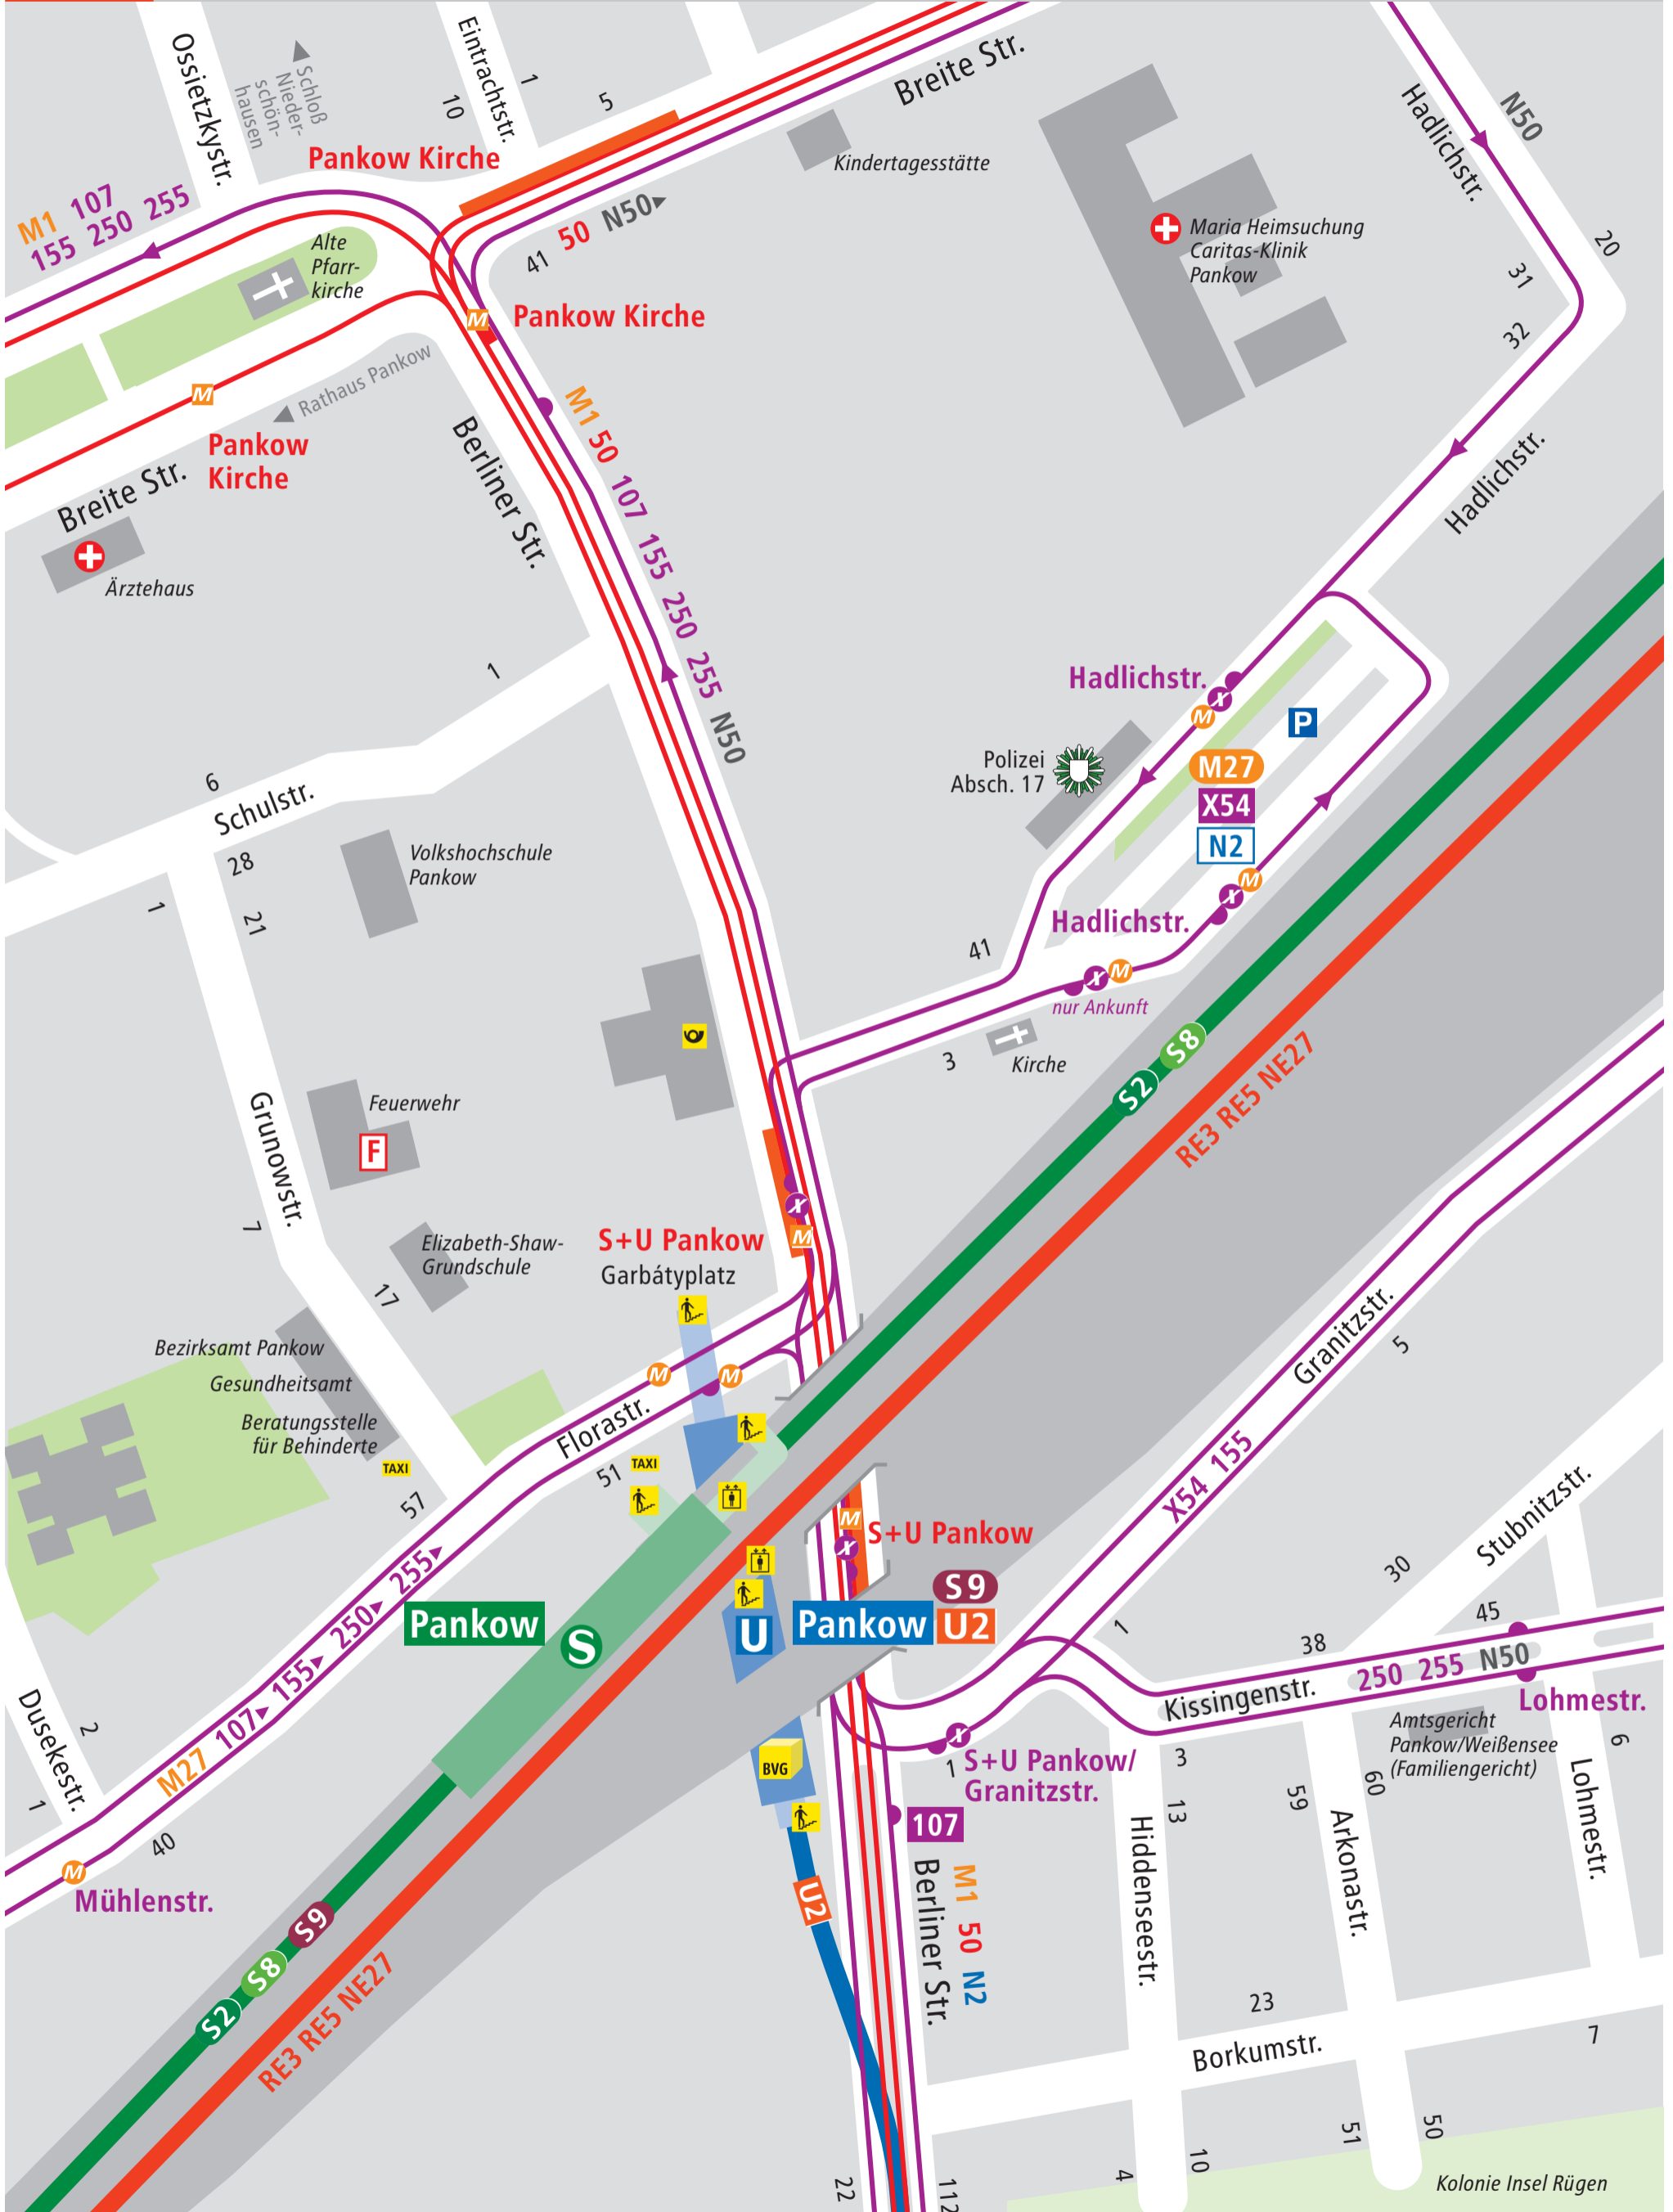 Ossietzkystr.
Schloß
Nieder-
schön-
hausen
Eintrachtstr.
10
1
5
Breite Str.
Hadlichstr.
N50
Pankow Kirche
Kindertagesstätte
M1 107
155 250 255
41 50 N50
Alte
Pfarr-
kirche
Maria Heimsuchung
Caritas-Klinik
Pankow
20
31
32
M
Pankow Kirche
Rathaus Pankow
M
Pankow
Kirche
Breite Str.
Berliner Str.
M1 50 107 155 250 255 N50
Hadlichstr.
Ärztehaus
1
6
Schulstr.
28
1
21
Volkshochschule
Pankow
Hadlichstr.
X
M
P
Polizei
Absch. 17
M27
X54
N2
M
X
Hadlichstr.
41
X
M
nur Ankunft
3
Kirche
S2
S8
RE3 RE5 NE27
Feuerwehr
F
Grunowstr.
7
17
Elizabeth-Shaw-
Grundschule
X
M
S+U Pankow
Garbátyplatz
Granitzstr.
5
Bezirksamt Pankow
Gesundheitsamt
Beratungsstelle
für Behinderte
M
M
Florastr.
TAXI
51
TAXI
57
X54 155
M
X
S+U Pankow
S9
U2
Pankow
S
U
Pankow
Stubnitzstr.
30
45
38
1
Kissingenstr.
250 255 N50
Lohmestr.
Amtsgericht
Pankow/Weißensee
(Familiengericht)
Dusekestr.
2
1
M27 107 155 250 255
40
M
Mühlenstr.
BVG
X
1
S+U Pankow/
Granitzstr.
107
3
13
59
60
6
Lohmestr.
Hiddenseestr.
Arkonastr.
Berliner Str.
M1 50 N2
U2
S9
S8
S2
RE3 RE5 NE27
23
Borkumstr.
7
22
112
4
10
51
50
Kolonie Insel Rügen